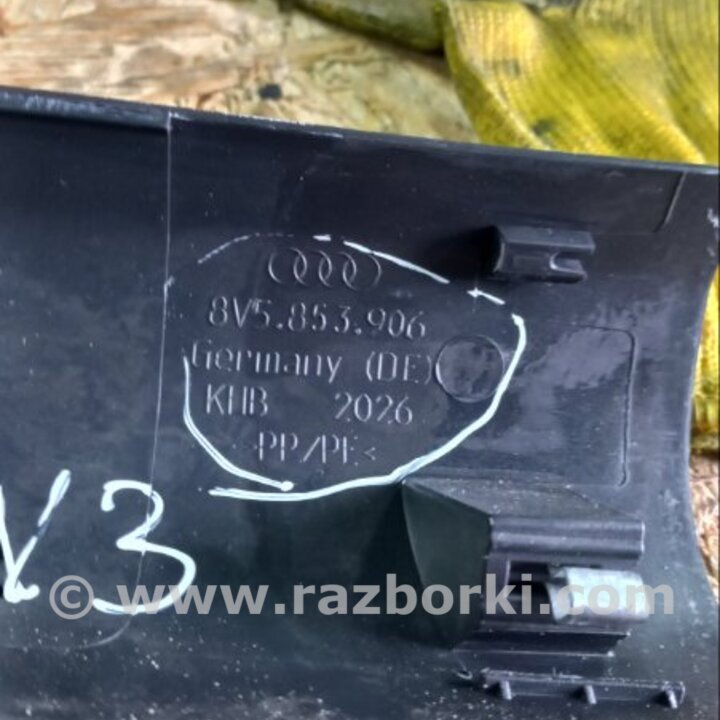 8V5.853.906
Germany (DE)
KHB 2026
>PP/PE<
V3
© www.razborki.com